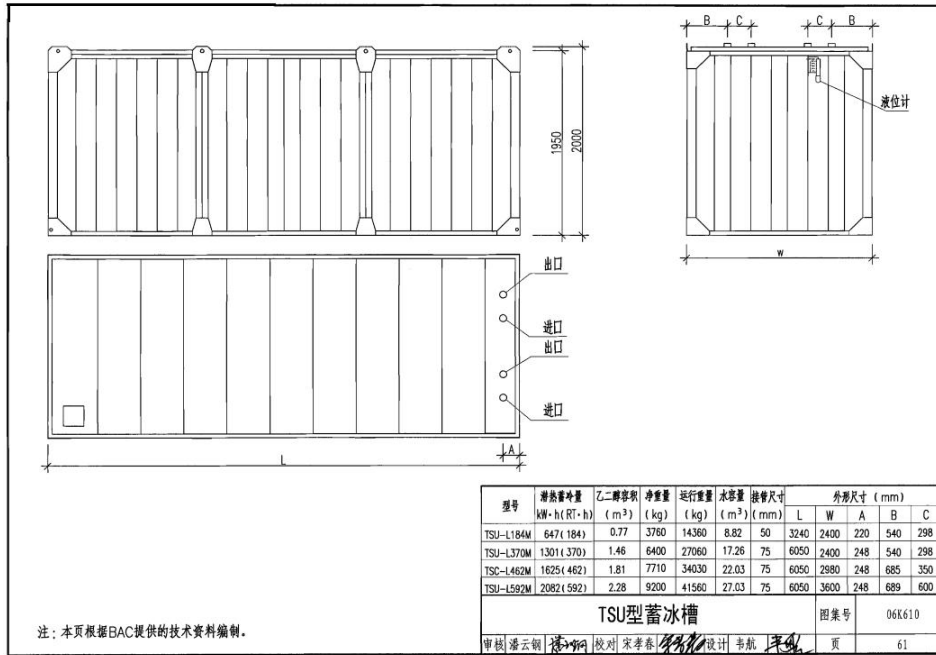 B C C B
液位计
1950
2000
W
出口
进口
出口
进口
A
L
型号 潜热蓄冷量 kW·h(RT·h) 乙二醇容积 (m³) 净重量 (kg) 运行重量 (kg) 水容量 (m³) 接管尺寸 (mm) 外形尺寸 (mm)
L W A B C
TSU-L184M 647(184) 0.77 3760 14360 8.82 50 3240 2400 220 540 298
TSU-L370M 1301(370) 1.46 6400 27060 17.26 75 6050 2400 248 540 298
TSC-L462M 1625(462) 1.81 7710 34030 22.03 75 6050 2980 248 685 350
TSU-L592M 2082(592) 2.28 9200 41560 27.03 75 6050 3600 248 689 600
TSU型蓄冰槽 图集号 06K610
审核 潘云钢 校对 宋孝春 设计 韦航 页 61
注: 本页根据BAC提供的技术资料编制。